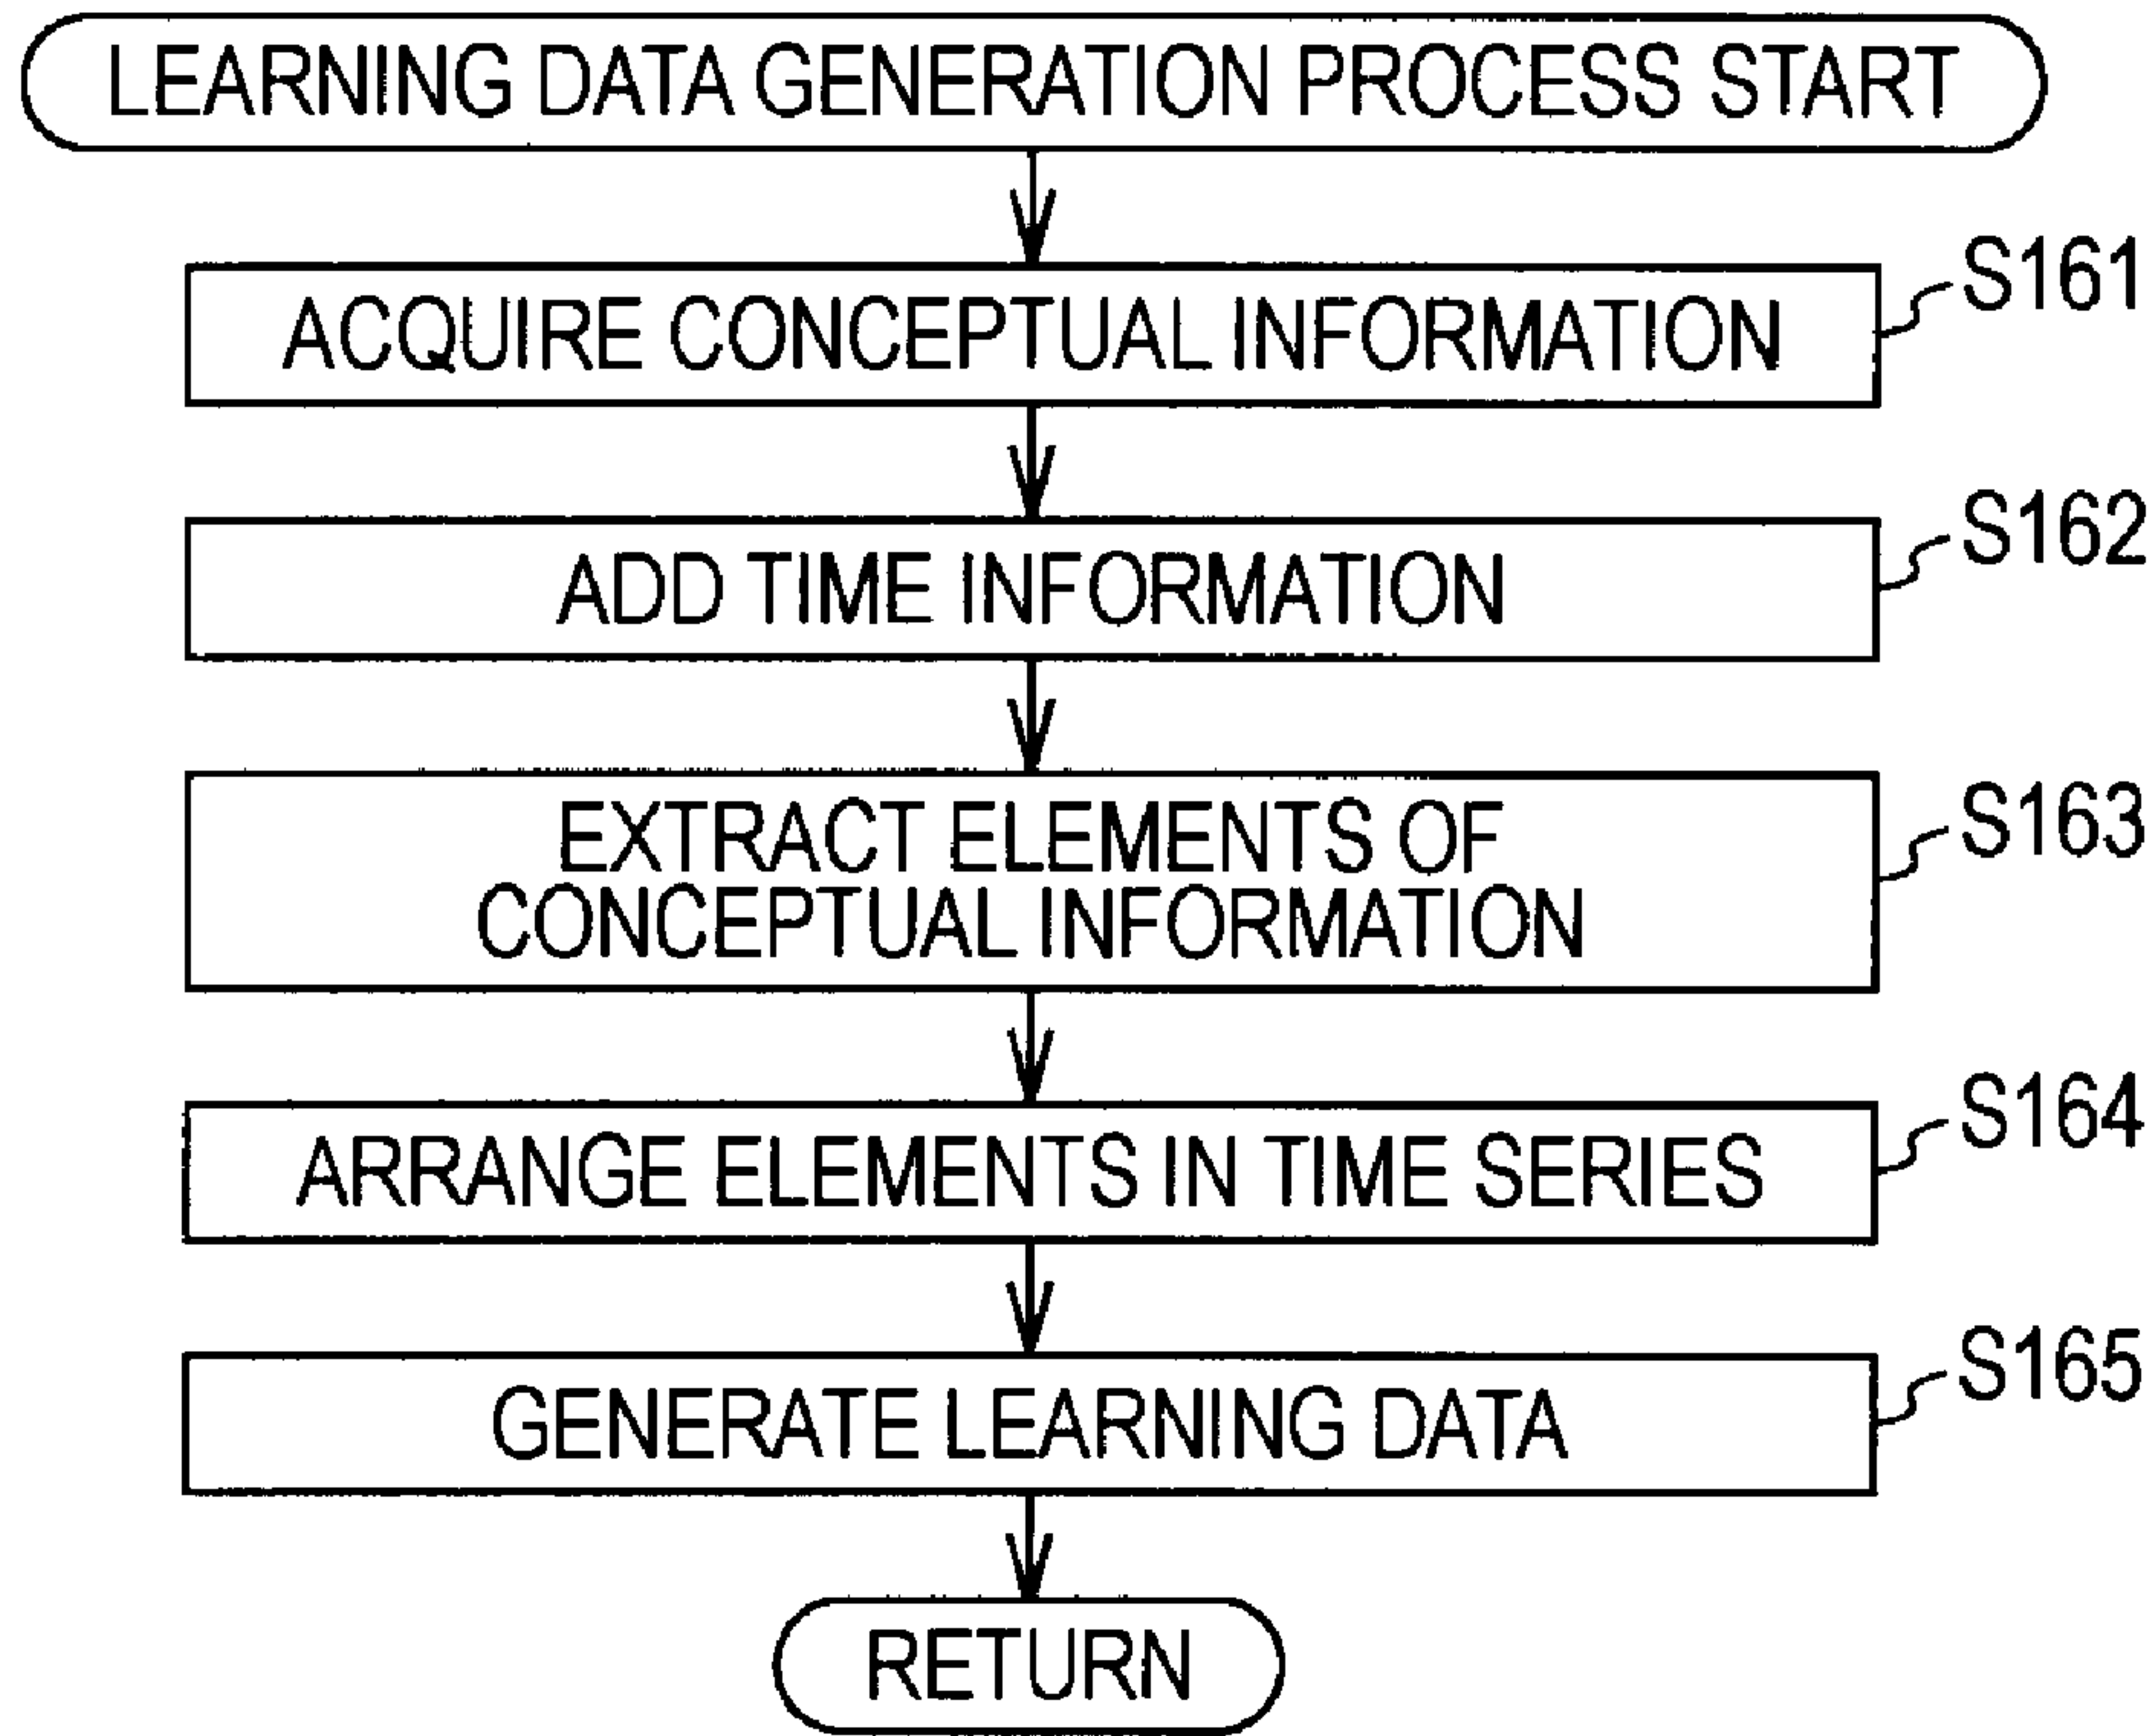 LEARNING DATA GENERATION PROCESS START
S161
ACQUIRE CONCEPTUAL INFORMATION
S162
ADD TIME INFORMATION
S163
EXTRACT ELEMENTS OF
CONCEPTUAL INFORMATION
S164
ARRANGE ELEMENTS IN TIME SERIES
S165
GENERATE LEARNING DATA
RETURN